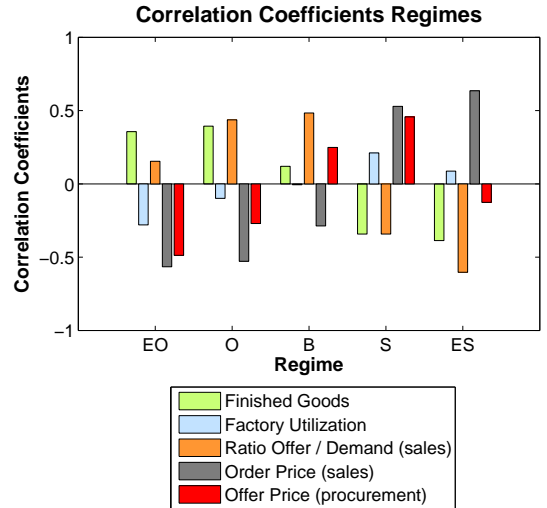 Correlation Coefficients Regimes
1
0.5
0
−0.5
−1
Correlation Coefficients
EO O B S ES
Regime
Finished Goods
Factory Utilization
Ratio Offer / Demand (sales)
Order Price (sales)
Offer Price (procurement)